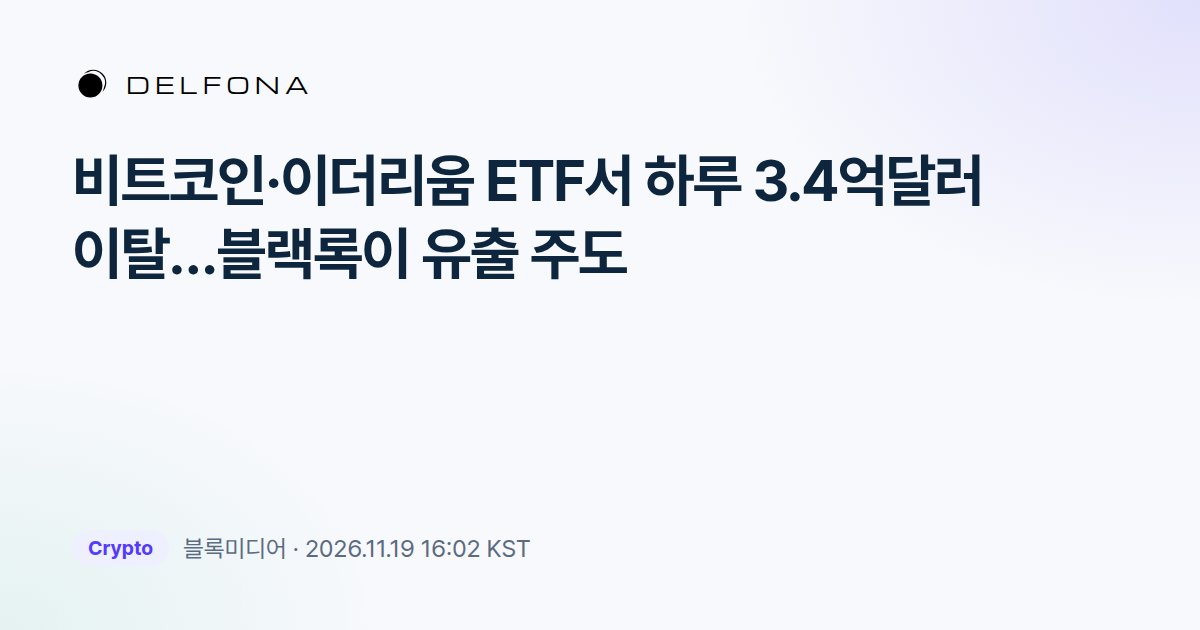 DELFONA
비트코인·이더리움 ETF서 하루 3.4억달러
이탈…블랙록이 유출 주도
Crypto 블록미디어 · 2026.11.19 16:02 KST